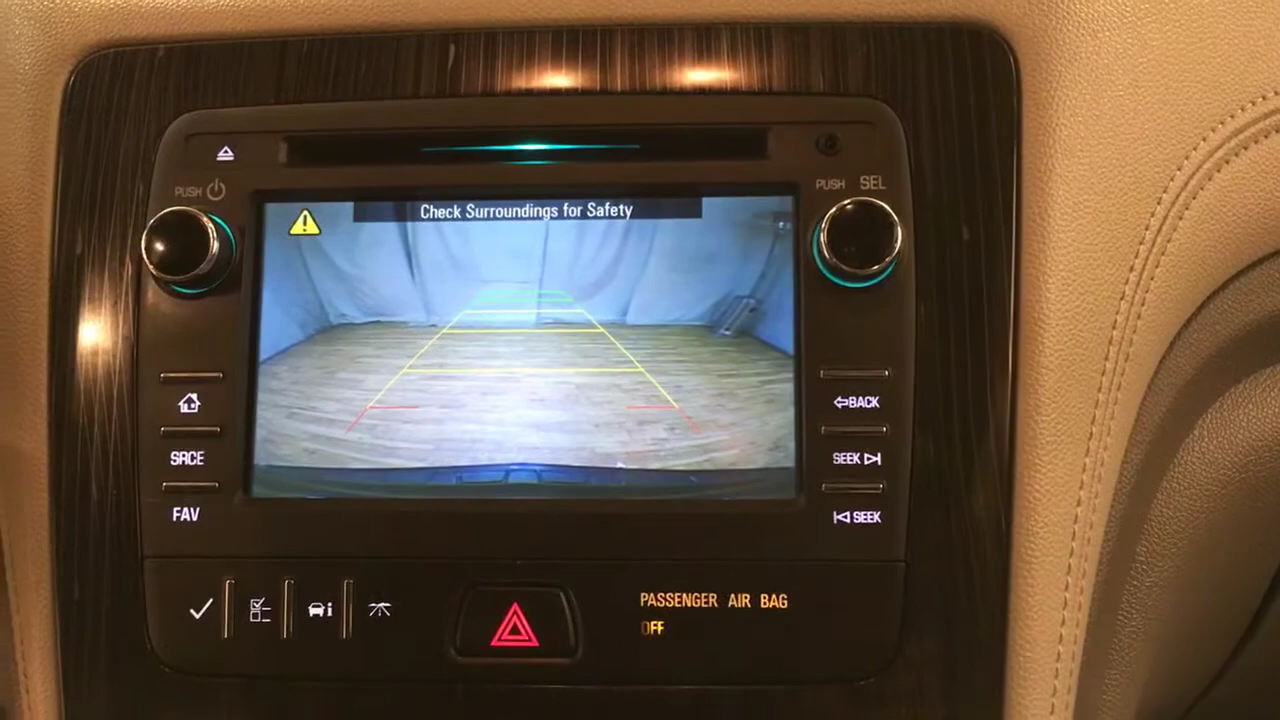 PUSH
PUSH SEL
Check Surroundings for Safety
BACK
SRCE
SEEK
FAV
SEEK
PASSENGER AIR BAG
OFF